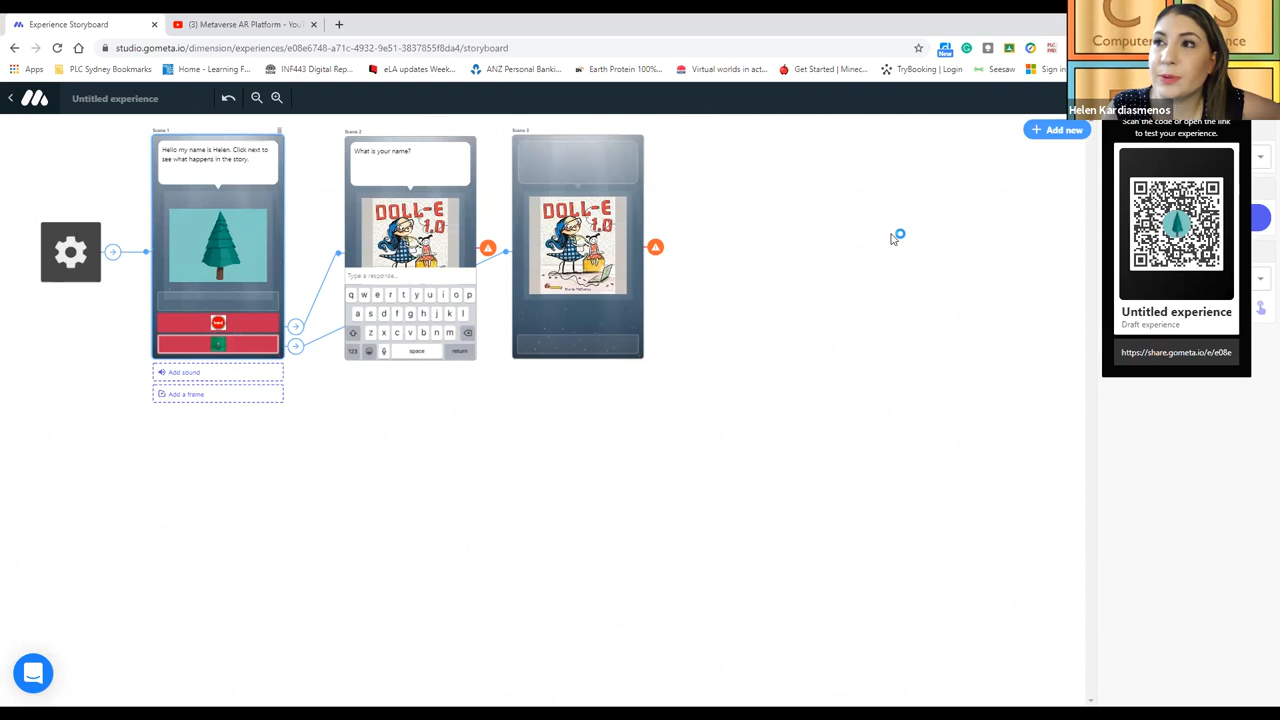 Experience Storyboard
(3) Metaverse AR Platform - You
studio.gometa.io/dimension/experiences/e08e6748-a71c-4932-9e51-3837855f8da4/storyboard
New
Apps
PLC Sydney Bookmarks
Home - Learning F...
INF443 Digital Rep...
eLA updates Week...
ANZ Personal Banki...
Earth Protein 100%...
Virtual worlds in act...
Get Started | Minec...
TryBooking | Login
Seesaw
Sign in
Helen Kardiasmenos
Untitled experience
Add new
Scan the code or open the link
to test your experience.
Scene 1
Hello my name is Helen. Click next to
see what happens in the story.
Add sound
Add a frame
Scene 2
What is your name?
DOLL-E
1.0
Type a response...
q w e r t y u i o p
a s d f g h j k l
z x c v b n m
123 space return
Scene 3
DOLL-E
1.0
Untitled experience
Draft experience
https://share.gometa.io/e/e08e